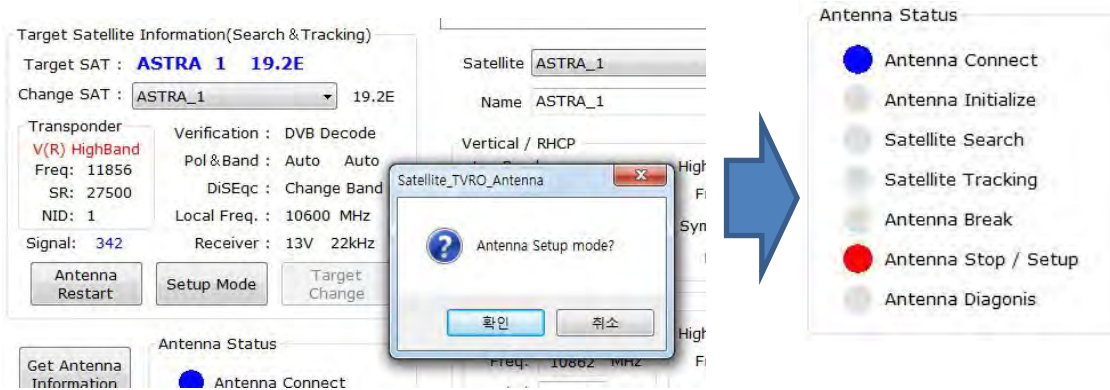 Target Satellite Information(Search & Tracking)
Target SAT : ASTRA 1 19.2E
Change SAT : ASTRA_1 19.2E
Transponder
V(R) HighBand
Freq: 11856
SR: 27500
NID: 1
Signal: 342
Verification : DVB Decode
Pol & Band : Auto Auto
DiSEqc : Change Band
Local Freq. : 10600 MHz
Receiver : 13V 22kHz
Antenna
Restart
Setup Mode
Target
Change
Get Antenna
Information
Antenna Status
Antenna Connect
Satellite ASTRA_1
Name ASTRA_1
Vertical / RHCP
High
Sym
Satellite_TVRO_Antenna
Antenna Setup mode?
확인
취소
High
Freq: 10862 MHz
Antenna Status
Antenna Connect
Antenna Initialize
Satellite Search
Satellite Tracking
Antenna Break
Antenna Stop / Setup
Antenna Diagonis